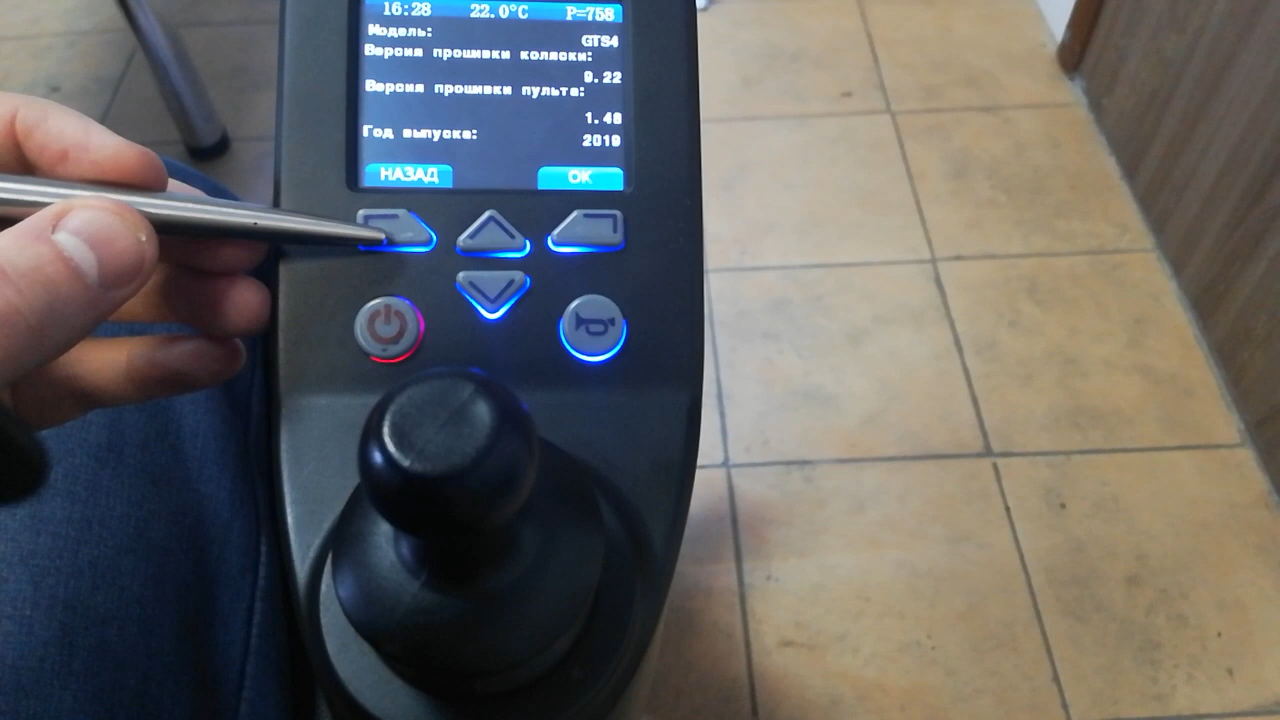 16:28 22.0°C P=758
Модель:
GTS4
Версия прошивки коляски:
9.22
Версия прошивки пульта:
1.48
Год выпуска:
2019
НАЗАД OK